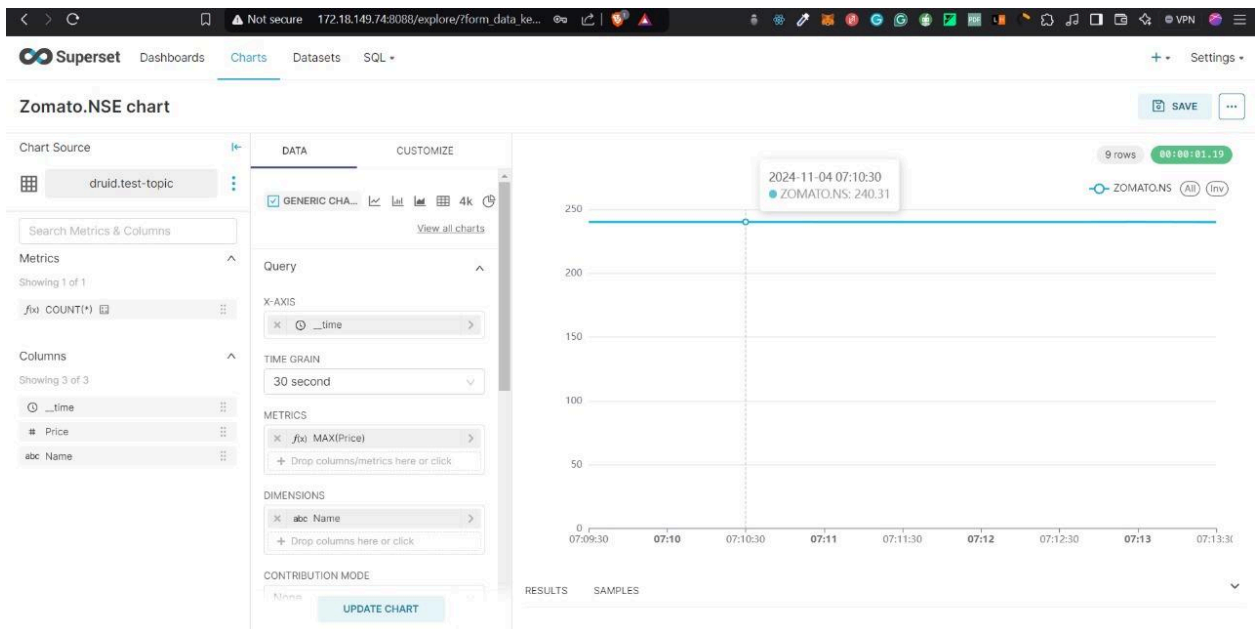 Not secure 172.18.149.74:8088/explore/?form_data_ke... VPN
Superset Dashboards Charts Datasets SQL Settings
Zomato.NSE chart SAVE
Chart Source
druid.test-topic
Search Metrics & Columns
Metrics
Showing 1 of 1
f(x) COUNT(*)
Columns
Showing 3 of 3
__time
# Price
abc Name
DATA CUSTOMIZE
GENERIC CHA... 4k
View all charts
Query
X-AXIS
__time
TIME GRAIN
30 second
METRICS
f(x) MAX(Price)
+ Drop columns/metrics here or click
DIMENSIONS
abc Name
+ Drop columns here or click
CONTRIBUTION MODE
None
UPDATE CHART
9 rows 00:00:01.19
2024-11-04 07:10:30
ZOMATO.NS: 240.31
ZOMATO.NS All Inv
250
200
150
100
50
0
07:09:30 07:10 07:10:30 07:11 07:11:30 07:12 07:12:30 07:13 07:13:3(
RESULTS SAMPLES